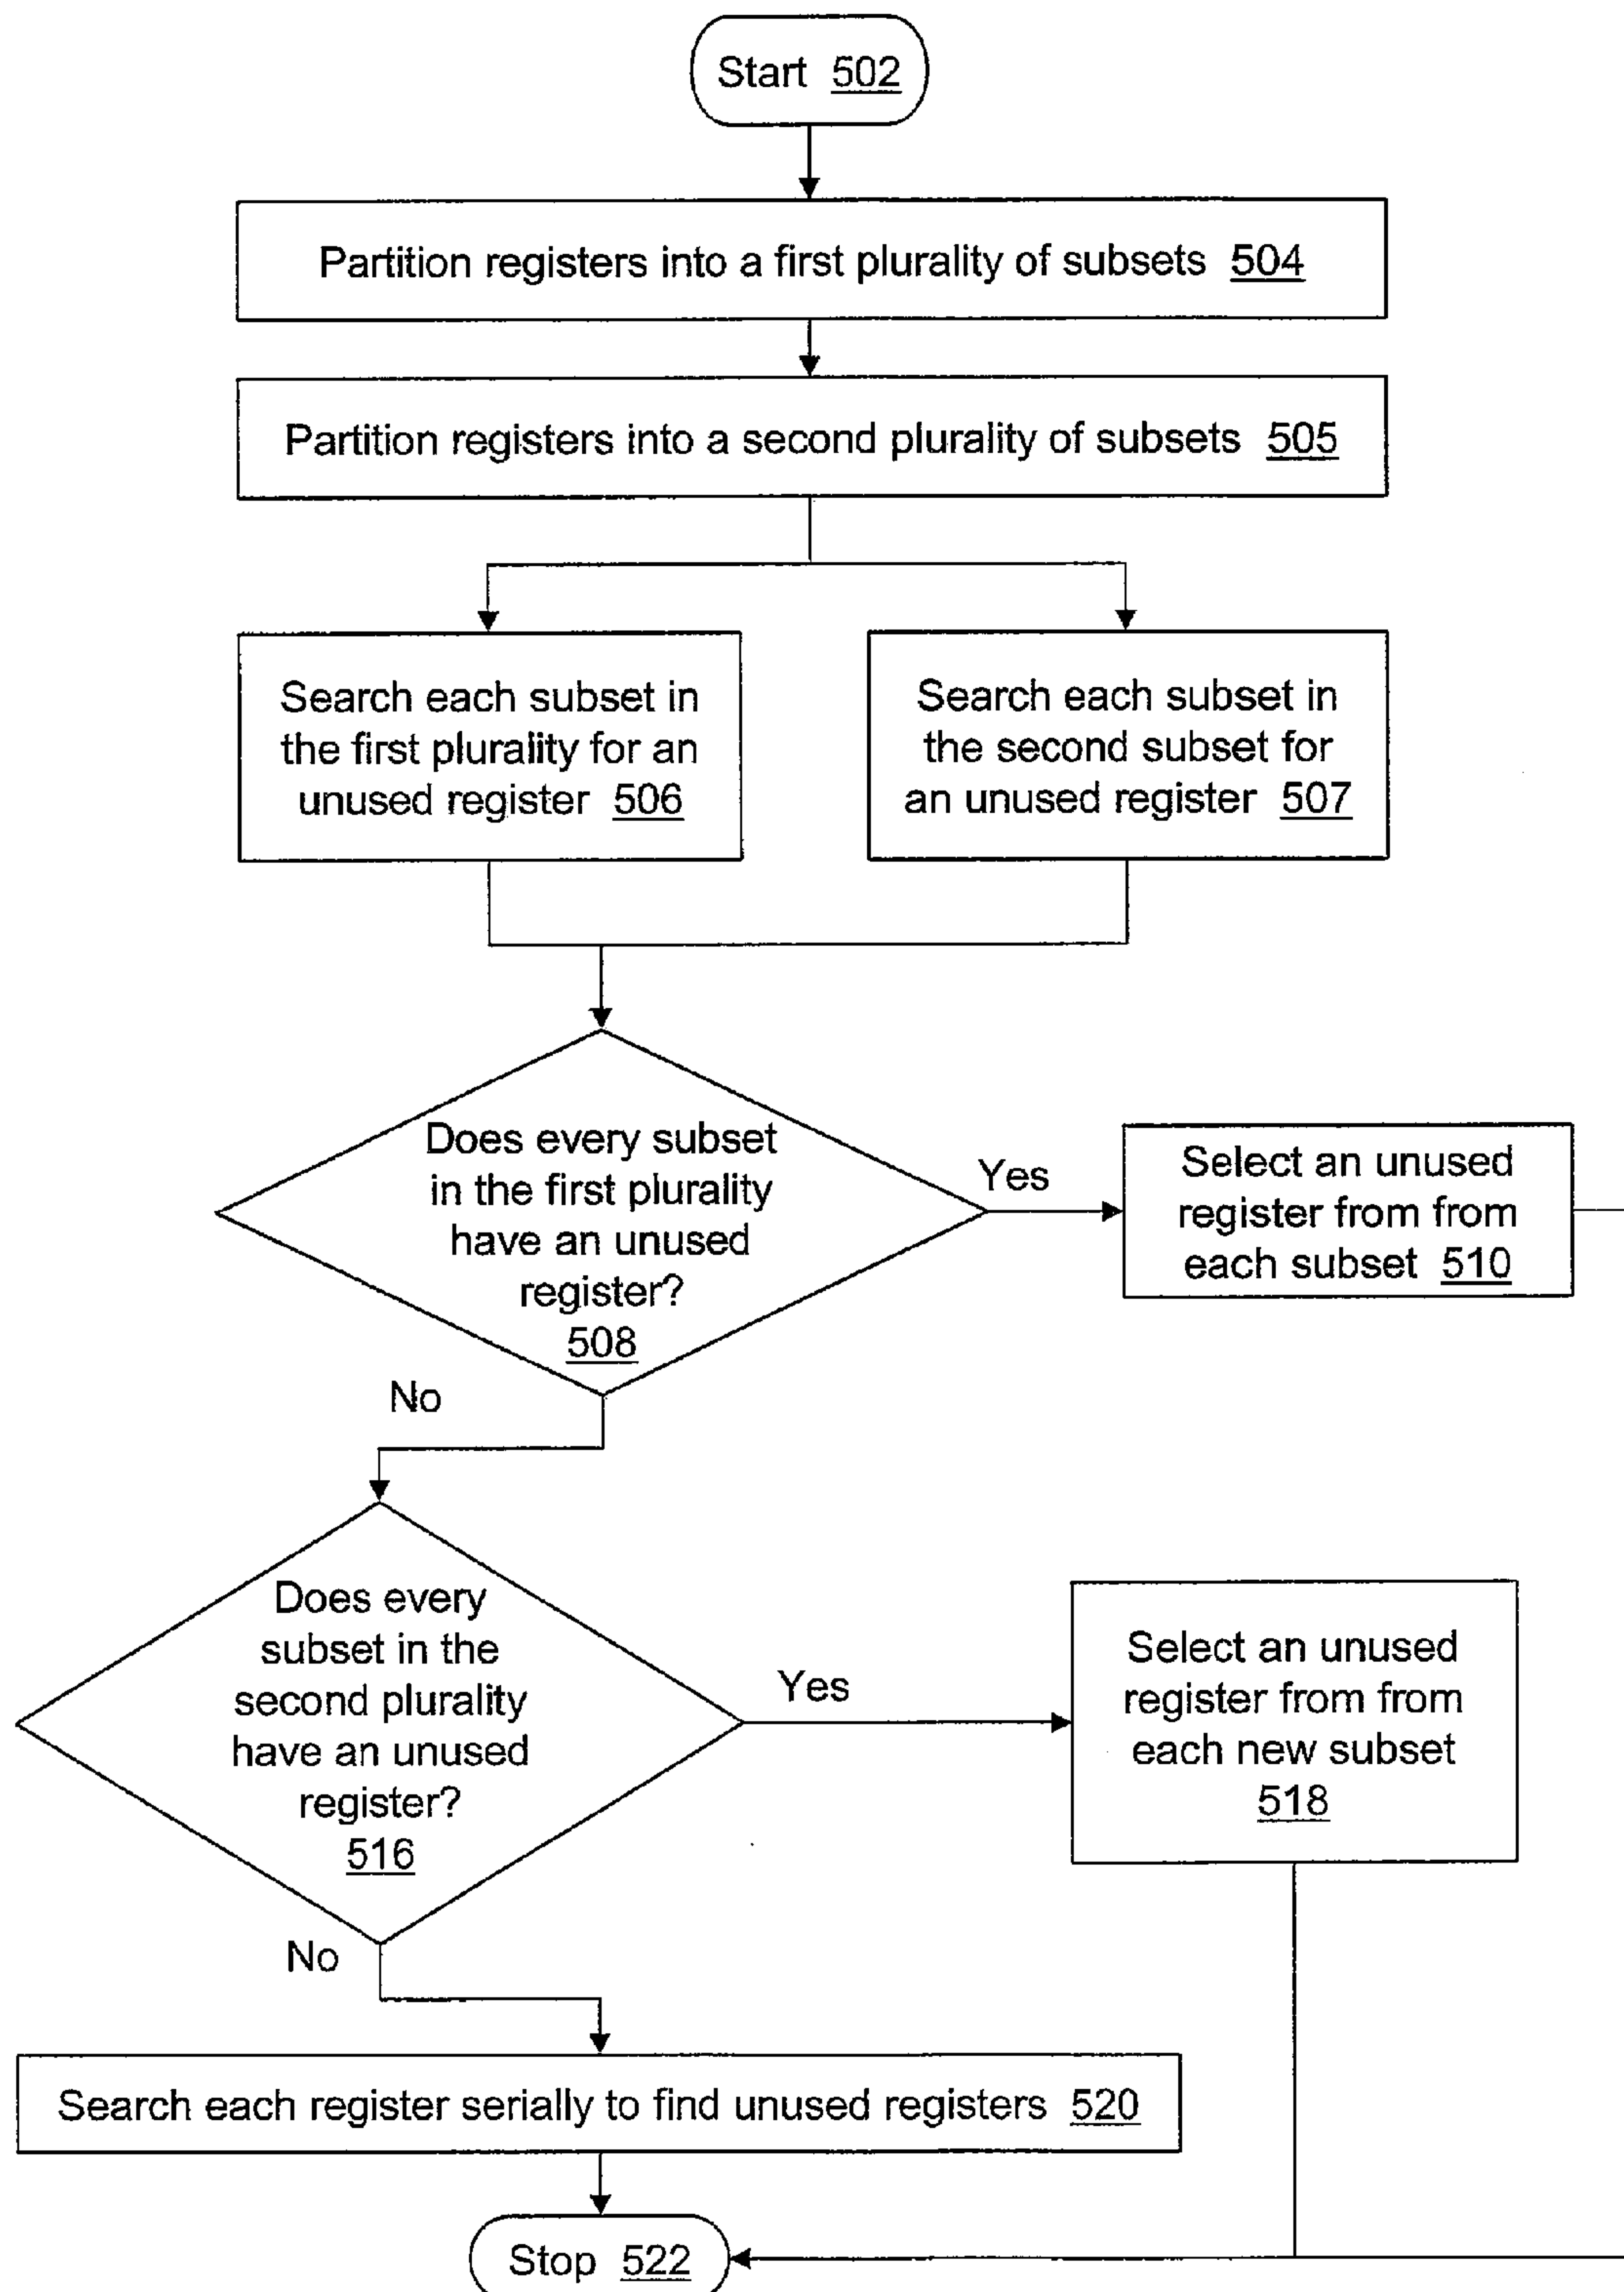 Start 502
Partition registers into a first plurality of subsets 504
Partition registers into a second plurality of subsets 505
Search each subset in
the first plurality for an
unused register 506
Search each subset in
the second subset for
an unused register 507
Does every subset
in the first plurality
have an unused
register?
508
Yes
Select an unused
register from from
each subset 510
No
Does every
subset in the
second plurality
have an unused
register?
516
Yes
Select an unused
register from from
each new subset
518
No
Search each register serially to find unused registers 520
Stop 522